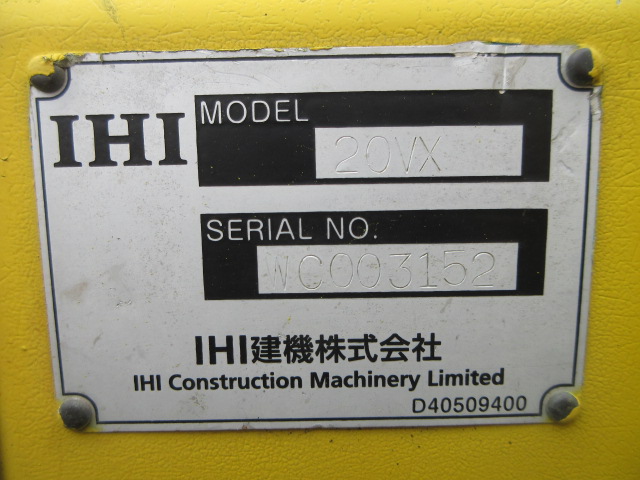 IHI
MODEL
20VX
SERIAL NO.
WC003152
IHI建機株式会社
IHI Construction Machinery Limited
D40509400